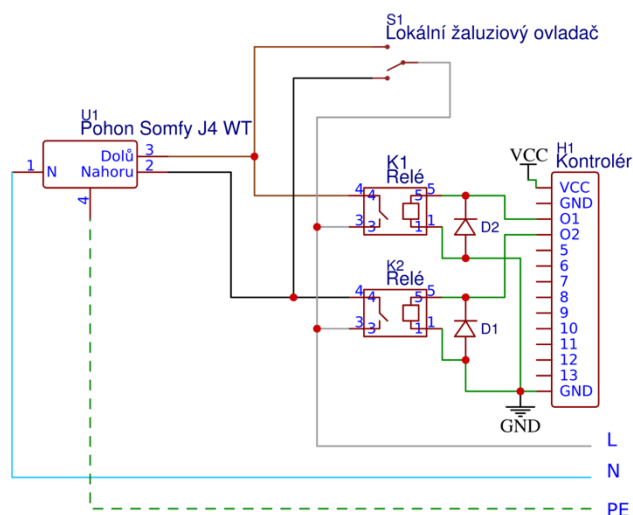 S1
Lokální žaluziový ovladač
U1
Pohon Somfy J4 WT
1
N
Dolů
3
Nahoru
2
4
K1
Relé
4
4
5
5
3
3
1
1
D2
K2
Relé
4
4
5
5
3
3
1
1
D1
H1
VCC
Kontrolér
VCC
GND
O1
O2
5
6
7
8
9
10
11
12
13
GND
GND
L
N
PE